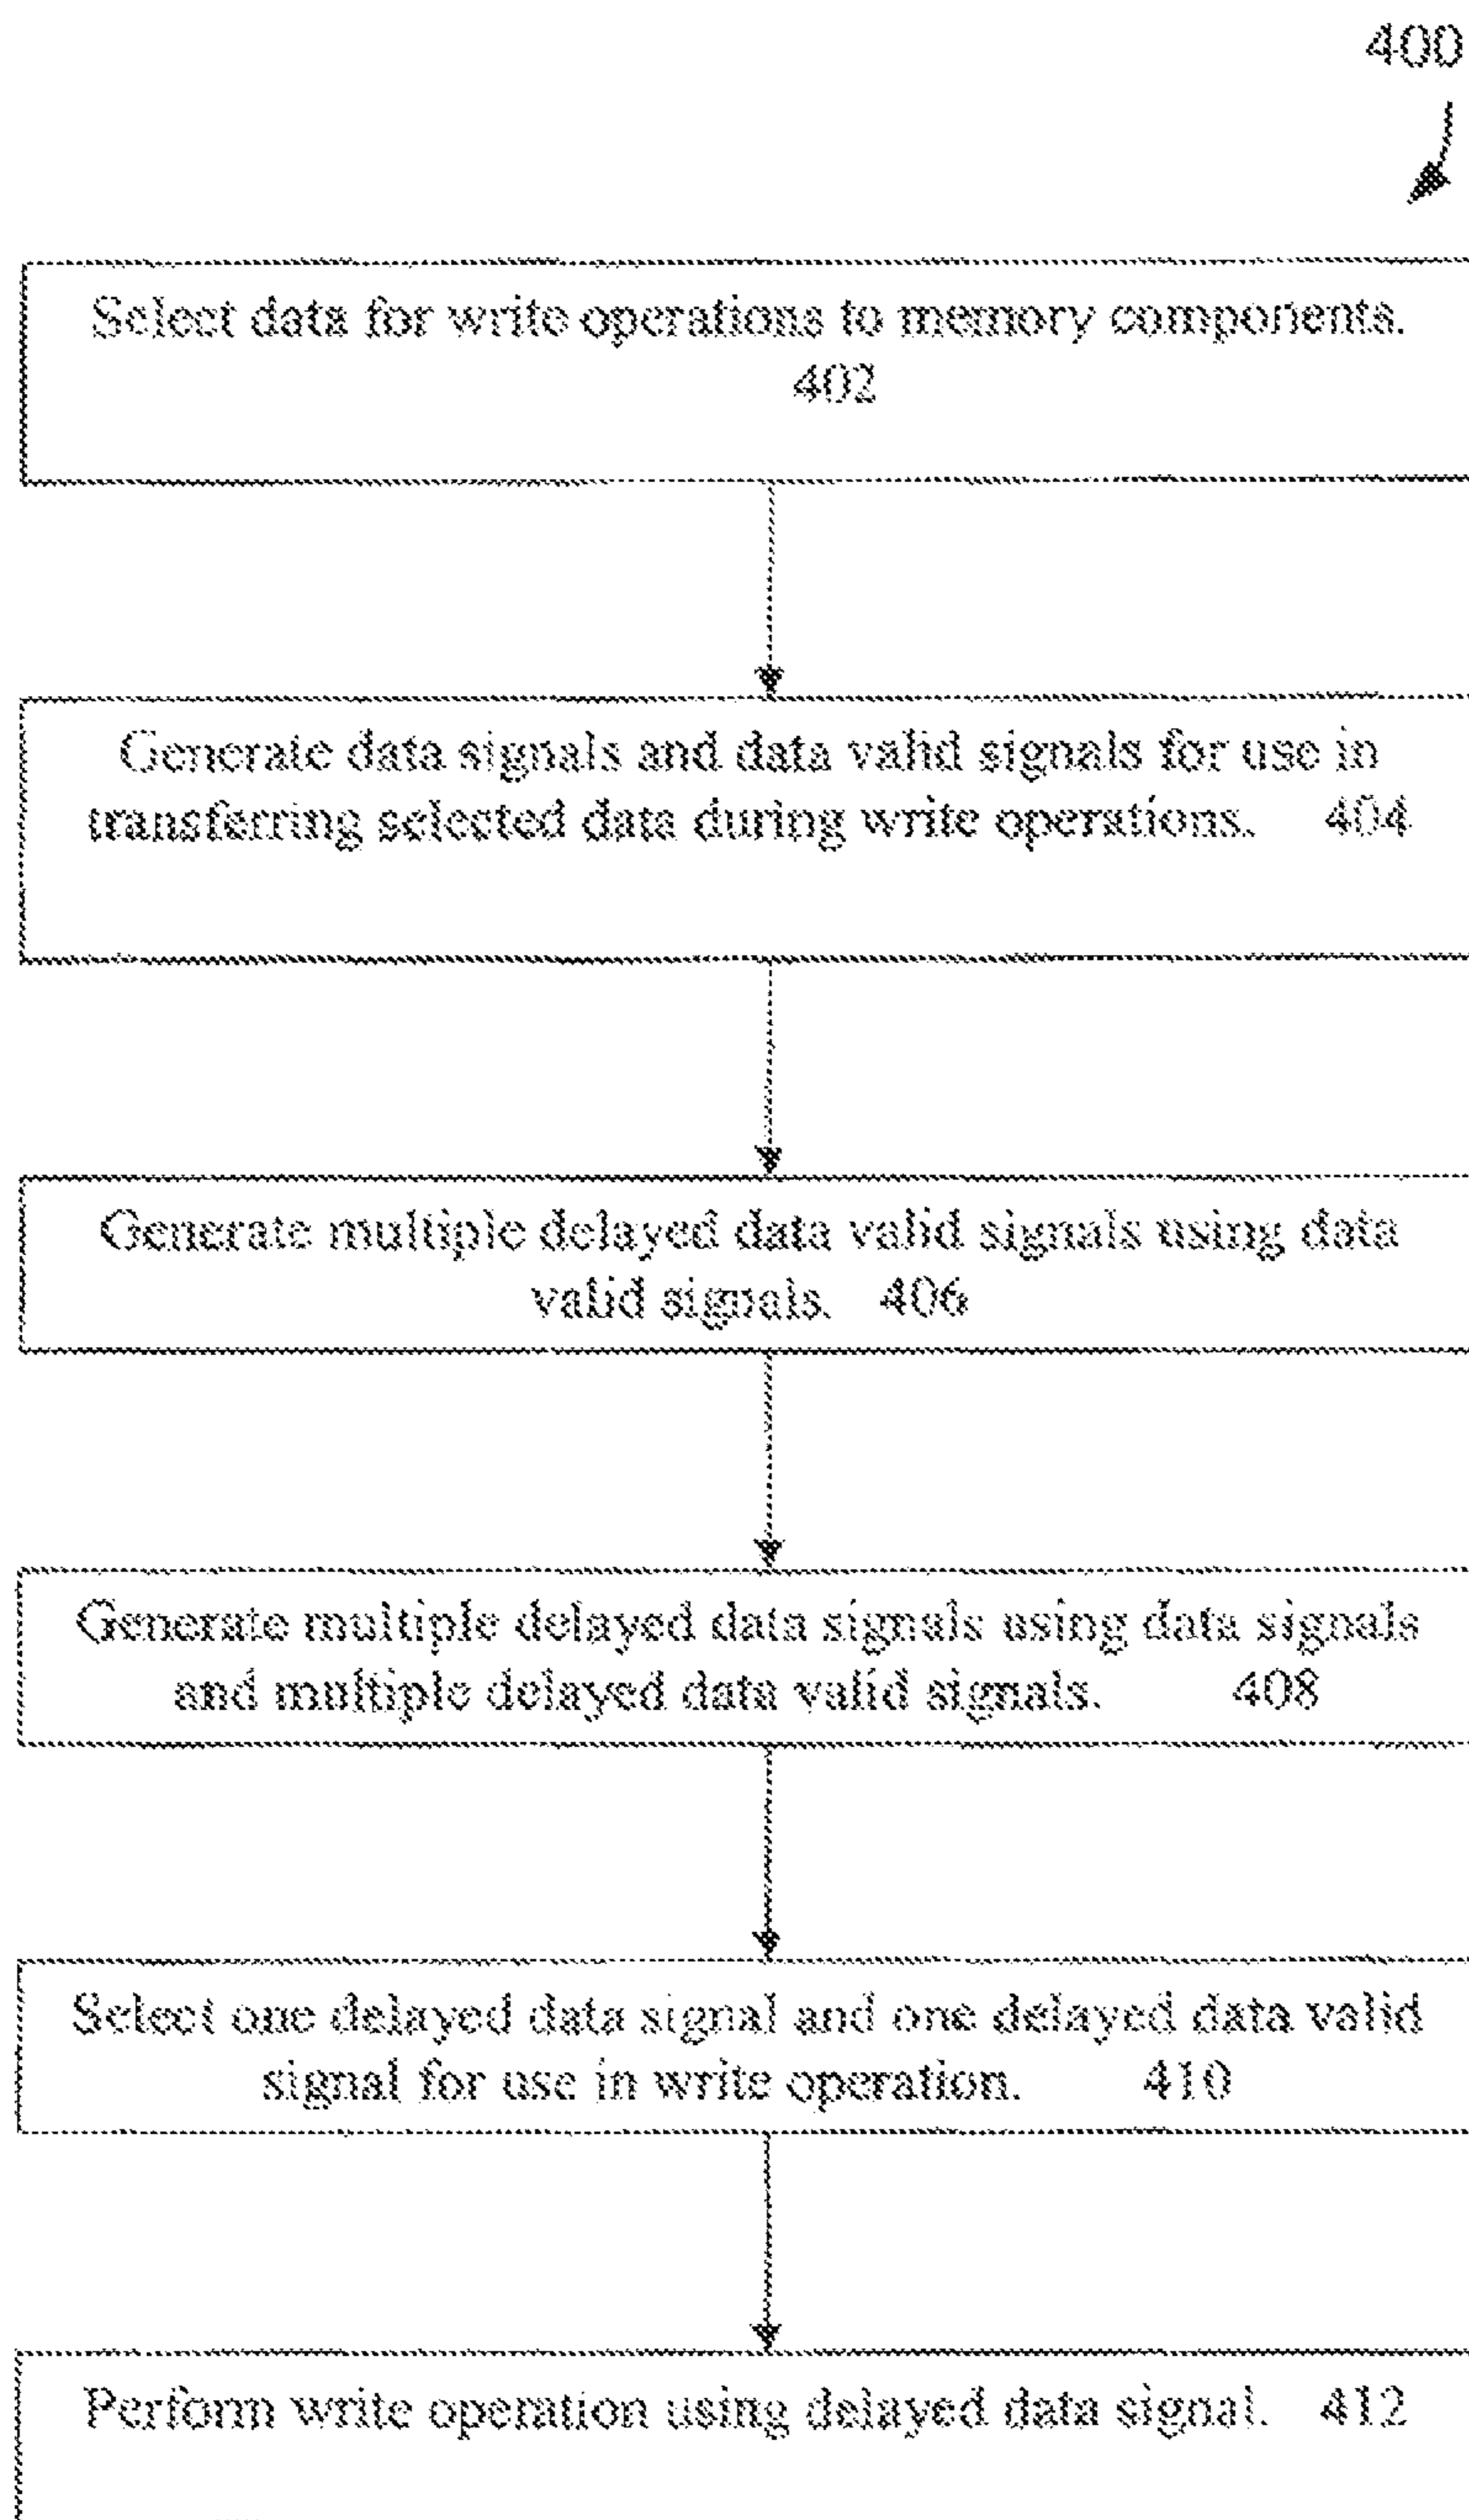 400
Select data for write operations to memory components.
402
Generate data signals and data valid signals for use in
transferring selected data during write operations. 404
Generate multiple delayed data valid signals using data
valid signals. 406
Generate multiple delayed data signals using data signals
and multiple delayed data valid signals. 408
Select one delayed data signal and one delayed data valid
signal for use in write operation. 410
Perform write operation using delayed data signal. 412